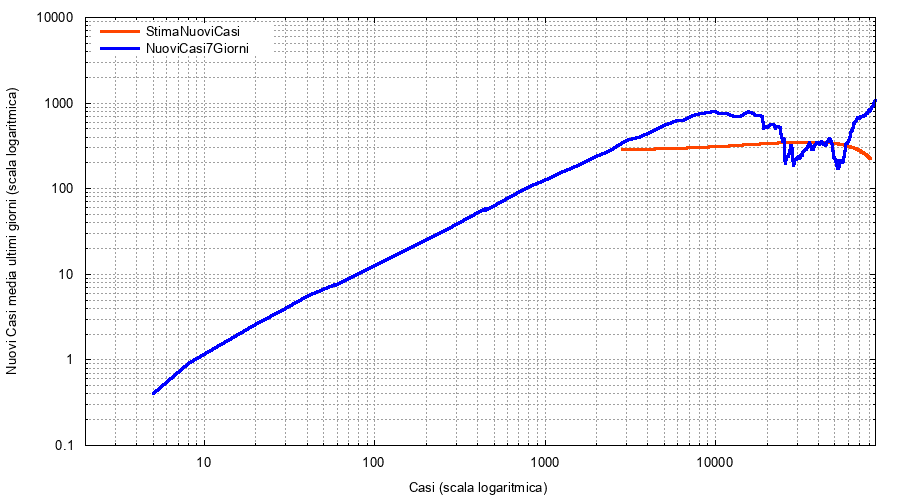 StimaNuoviCasi
NuoviCasi7Giorni
10000
1000
100
10
1
0.1
Nuovi Casi media ultimi giorni (scala logaritmica)
10
100
1000
10000
Casi (scala logaritmica)